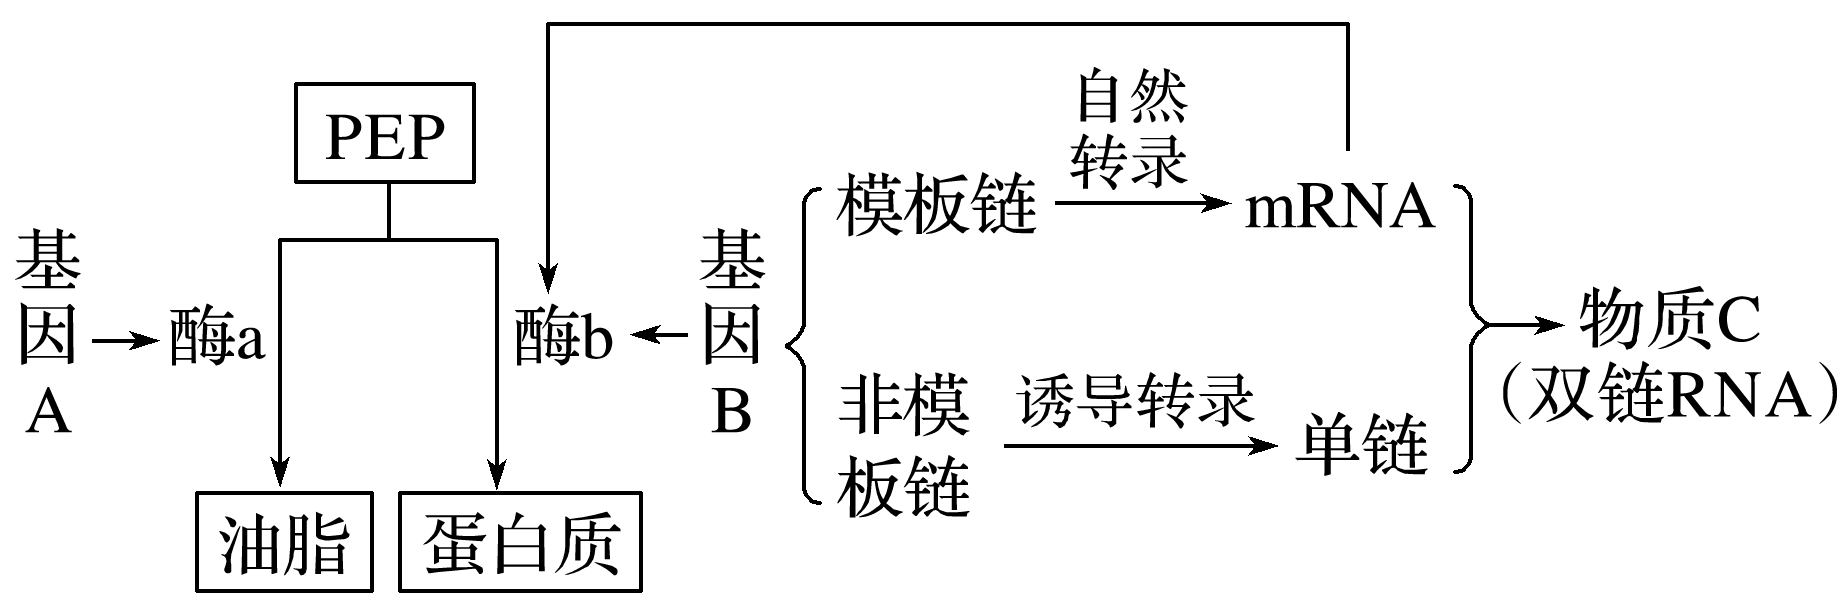 PEP
基因A
酶a
油脂
蛋白质
酶b
基因B
模板链
自然转录
mRNA
非模板链
诱导转录
单链
物质C
（双链RNA）